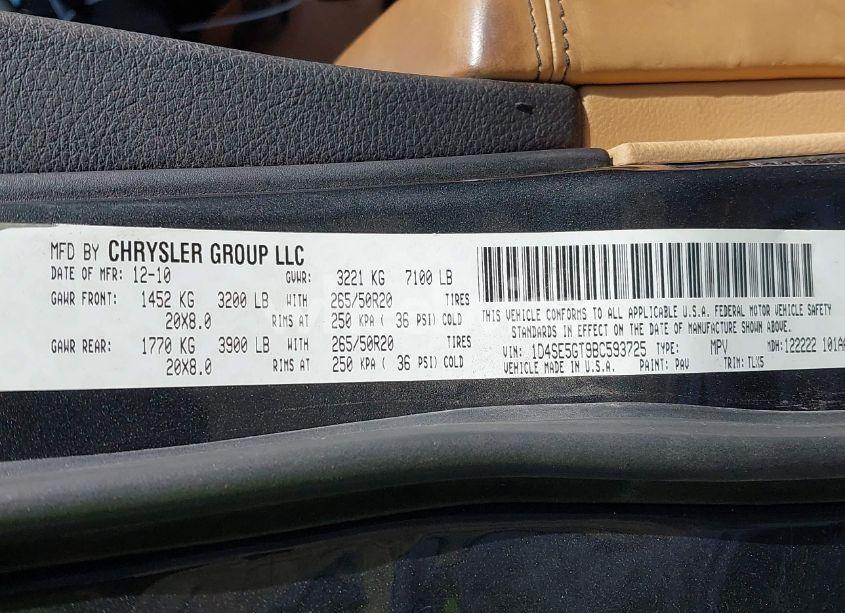 MFD BY CHRYSLER GROUP LLC
DATE OF MFR: 12-10 GVWR: 3221 KG 7100 LB
GAWR FRONT: 1452 KG 3200 LB WITH 265/50R20 TIRES
20X8.0 RIMS AT 250 KPA ( 36 PSI) COLD
GAWR REAR: 1770 KG 3900 LB WITH 265/50R20 TIRES
20X8.0 RIMS AT 250 KPA ( 36 PSI) COLD
THIS VEHICLE CONFORMS TO ALL APPLICABLE U.S.A. FEDERAL MOTOR VEHICLE SAFETY
STANDARDS IN EFFECT ON THE DATE OF MANUFACTURE SHOWN ABOVE.
VIN: 1D4SE5GT9BC593725 TYPE: MPV MDH: 122222 101AA
VEHICLE MADE IN U.S.A. PAINT: PAV TRIM: TLX5